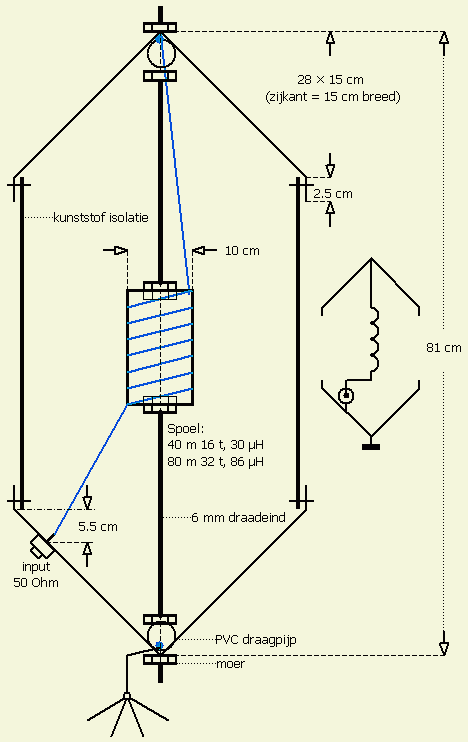 28 × 15 cm
(zijkant = 15 cm breed)
2.5 cm
kunststof isolatie
10 cm
81 cm
Spoel:
40 m 16 t, 30 µH
80 m 32 t, 86 µH
6 mm draadeind
5.5 cm
input
50 Ohm
PVC draagpijp
moer